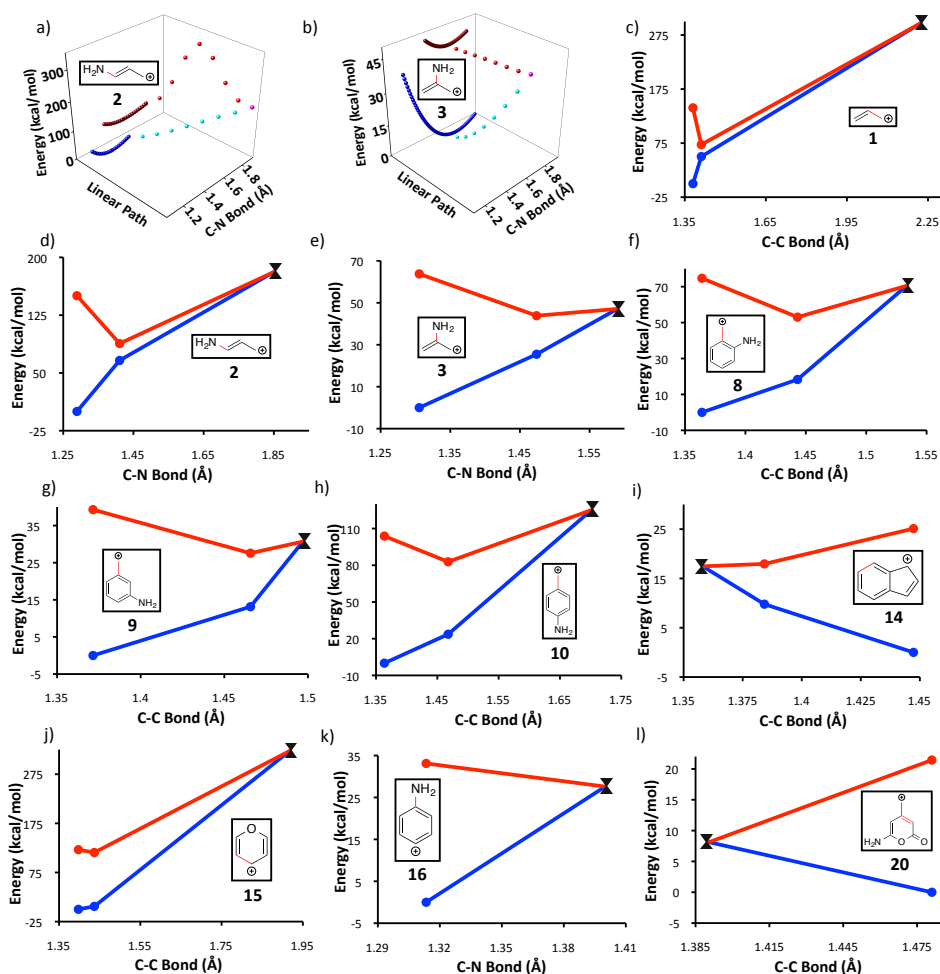 a)
Energy (kcal/mol)
300
200
100
0
H₂N
⊕
2
Linear Path
1.2
1.4
1.6
1.8
C-N Bond (Å)
b)
Energy (kcal/mol)
45
30
15
0
NH₂
⊕
3
Linear Path
1.2
1.4
1.6
1.8
C-N Bond (Å)
c)
Energy (kcal/mol)
275
175
75
-25
⊕
1
1.35 1.65 1.95 2.25
C-C Bond (Å)
d)
Energy (kcal/mol)
200
125
50
-25
H₂N
⊕
2
1.25 1.45 1.65 1.85
C-N Bond (Å)
e)
Energy (kcal/mol)
70
50
30
10
-10
NH₂
⊕
3
1.25 1.35 1.45 1.55
C-N Bond (Å)
f)
Energy (kcal/mol)
70
50
30
10
-10
⊕
NH₂
8
1.35 1.4 1.45 1.5 1.55
C-C Bond (Å)
g)
Energy (kcal/mol)
35
25
15
5
-5
⊕
NH₂
9
1.35 1.4 1.45 1.5
C-C Bond (Å)
h)
Energy (kcal/mol)
110
80
50
20
-10
⊕
NH₂
10
1.35 1.45 1.55 1.65 1.75
C-C Bond (Å)
i)
Energy (kcal/mol)
25
15
5
-5
⊕
14
1.35 1.375 1.4 1.425 1.45
C-C Bond (Å)
j)
Energy (kcal/mol)
275
175
75
-25
O
⊕
15
1.35 1.55 1.75 1.95
C-C Bond (Å)
k)
Energy (kcal/mol)
35
25
15
5
-5
NH₂
⊕
16
1.29 1.32 1.35 1.38 1.41
C-N Bond (Å)
l)
Energy (kcal/mol)
20
15
10
5
0
-5
⊕
H₂N O O
20
1.385 1.415 1.445 1.475
C-C Bond (Å)